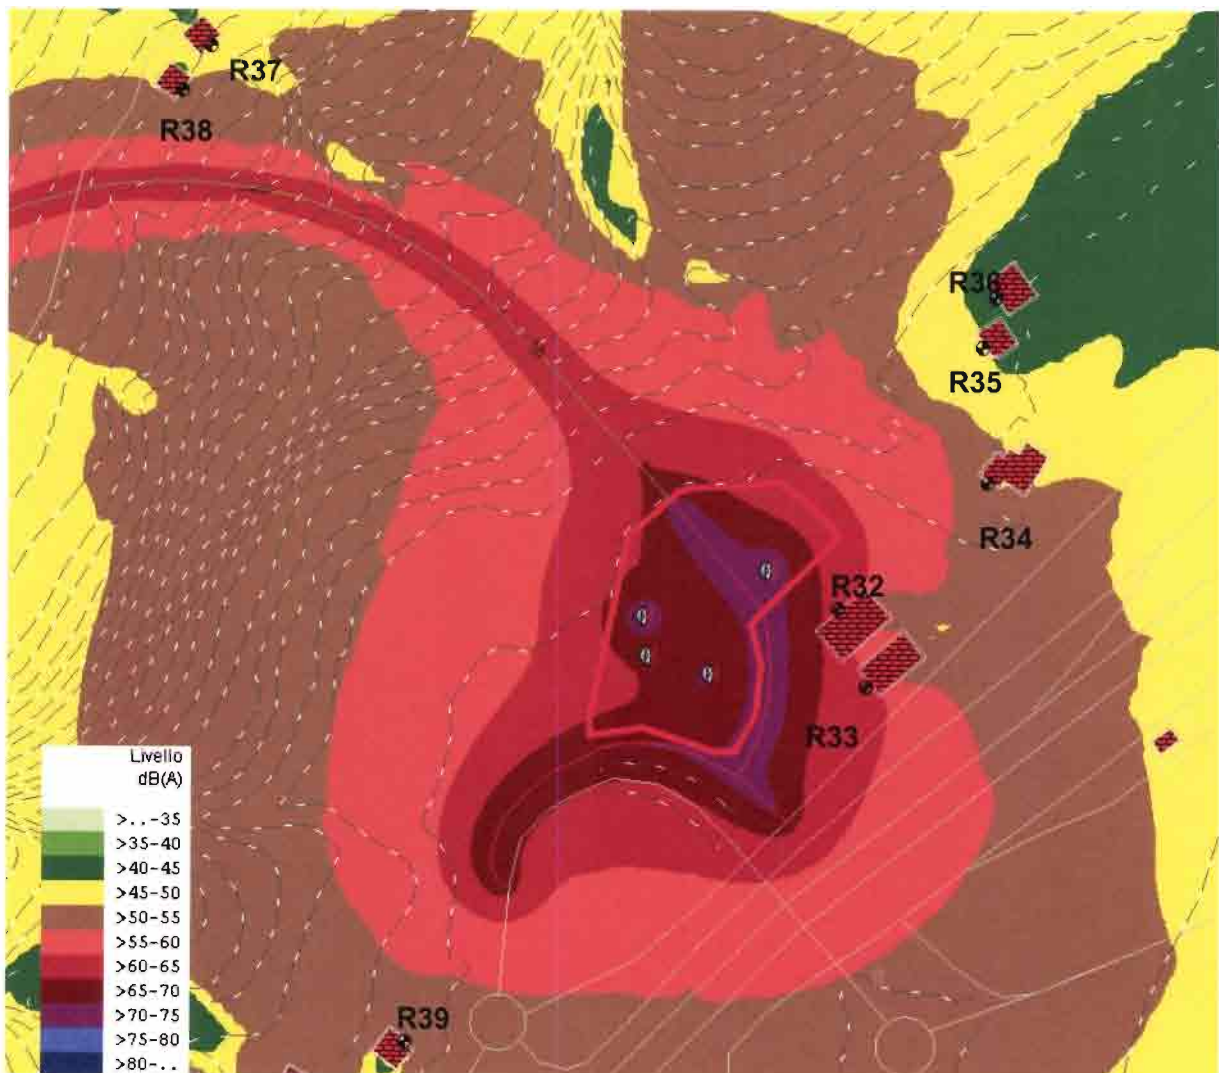 R37
R38
R36
R35
R34
R32
R33
R39
Livello
dB(A)
>..-35
>35-40
>40-45
>45-50
>50-55
>55-60
>60-65
>65-70
>70-75
>75-80
>80-..